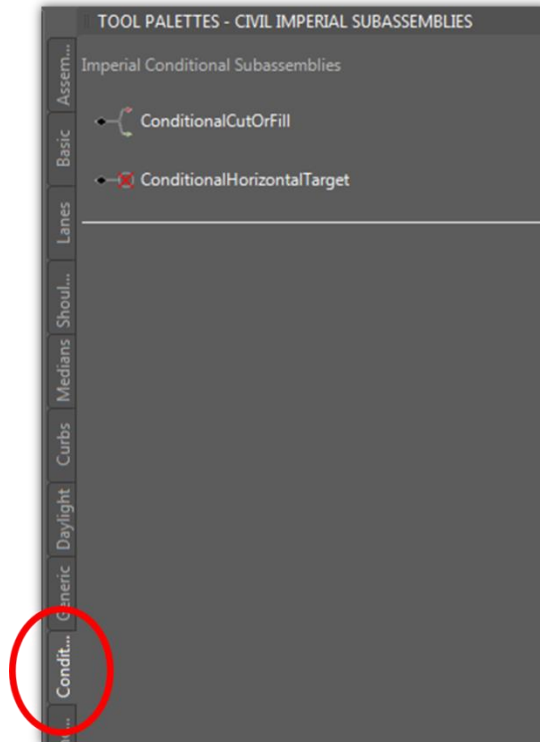 TOOL PALETTES - CIVIL IMPERIAL SUBASSEMBLIES
Imperial Conditional Subassemblies
ConditionalCutOrFill
ConditionalHorizontalTarget
Assem...
Basic
Lanes
Shoul...
Medians
Curbs
Daylight
Generic
Condit...